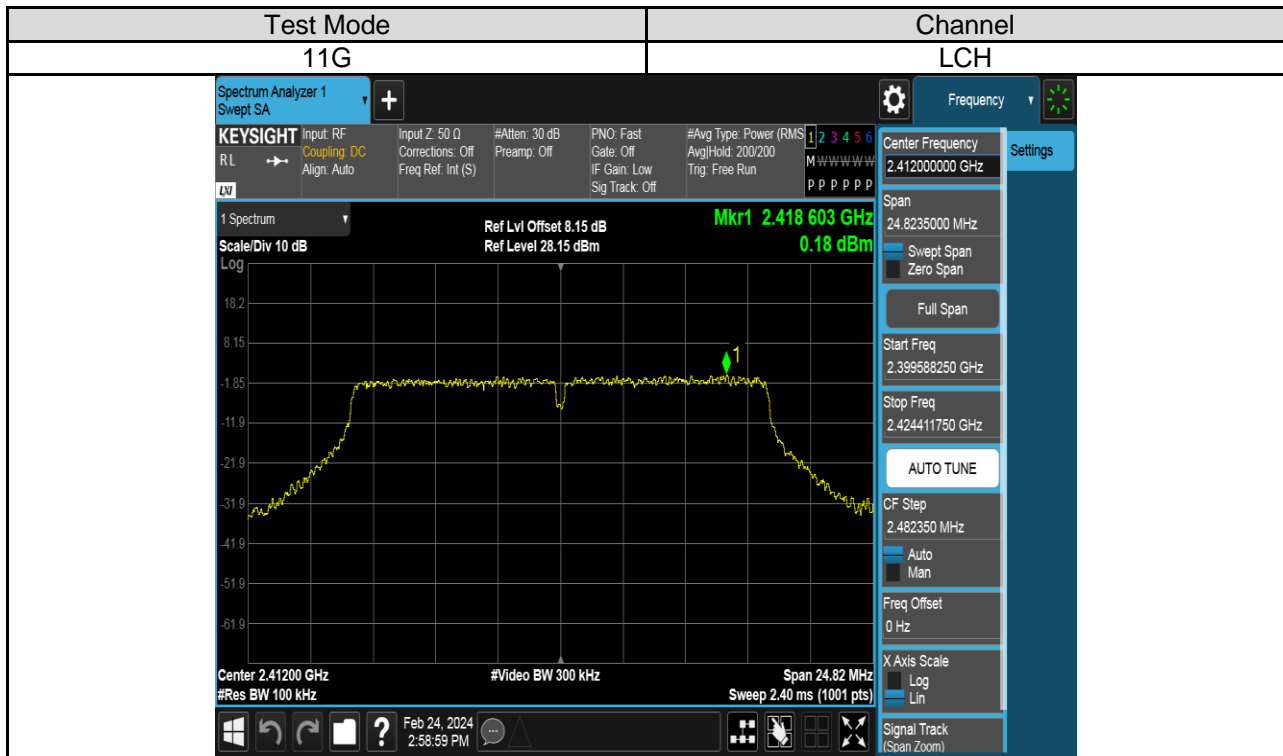 Test Mode Channel
11G LCH
Spectrum Analyzer 1
Swept SA
+
Frequency
KEYSIGHT
RL
LXI
Input: RF
Coupling: DC
Align: Auto
Input Z: 50 Ω
Corrections: Off
Freq Ref: Int (S)
#Atten: 30 dB
Preamp: Off
PNO: Fast
Gate: Off
IF Gain: Low
Sig Track: Off
#Avg Type: Power (RMS
Avg|Hold: 200/200
Trig: Free Run
1 2 3 4 5 6
M W W W W W
P P P P P P
1 Spectrum
Scale/Div 10 dB
Log
Ref Lvl Offset 8.15 dB
Ref Level 28.15 dBm
Mkr1 2.418 603 GHz
0.18 dBm
18.2
8.15
-1.85
-11.9
-21.9
-31.9
-41.9
-51.9
-61.9
1
Center 2.41200 GHz
#Res BW 100 kHz
#Video BW 300 kHz
Span 24.82 MHz
Sweep 2.40 ms (1001 pts)
Center Frequency
2.412000000 GHz
Settings
Span
24.8235000 MHz
Swept Span
Zero Span
Full Span
Start Freq
2.399588250 GHz
Stop Freq
2.424411750 GHz
AUTO TUNE
CF Step
2.482350 MHz
Auto
Man
Freq Offset
0 Hz
X Axis Scale
Log
Lin
Signal Track
(Span Zoom)
?
Feb 24, 2024
2:58:59 PM